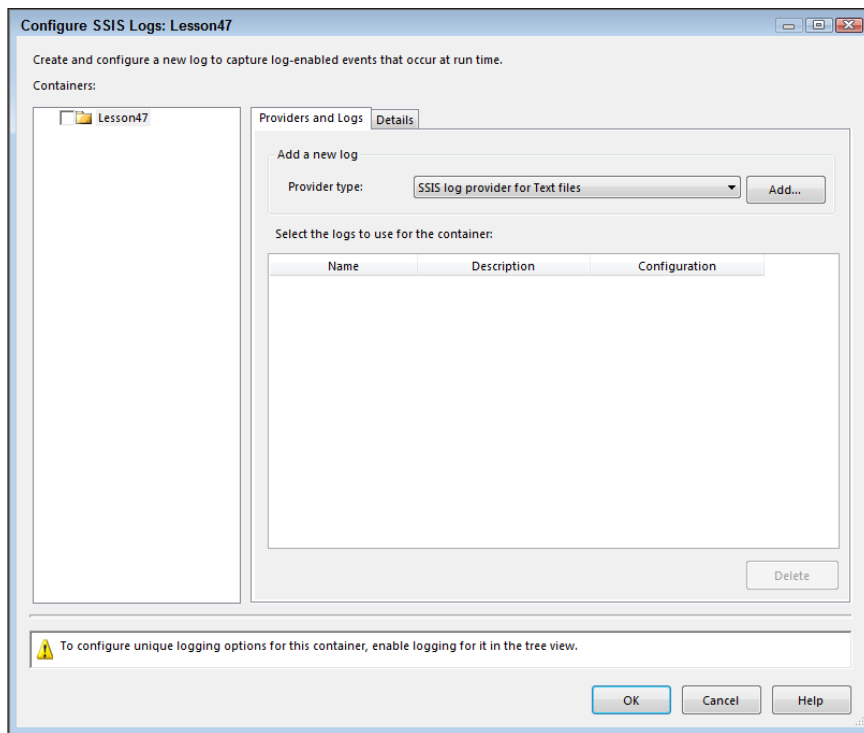 Configure SSIS Logs: Lesson47
Create and configure a new log to capture log-enabled events that occur at run time.
Containers:
Lesson47
Providers and Logs
Details
Add a new log
Provider type:
SSIS log provider for Text files
Add...
Select the logs to use for the container:
Name
Description
Configuration
Delete
To configure unique logging options for this container, enable logging for it in the tree view.
OK
Cancel
Help